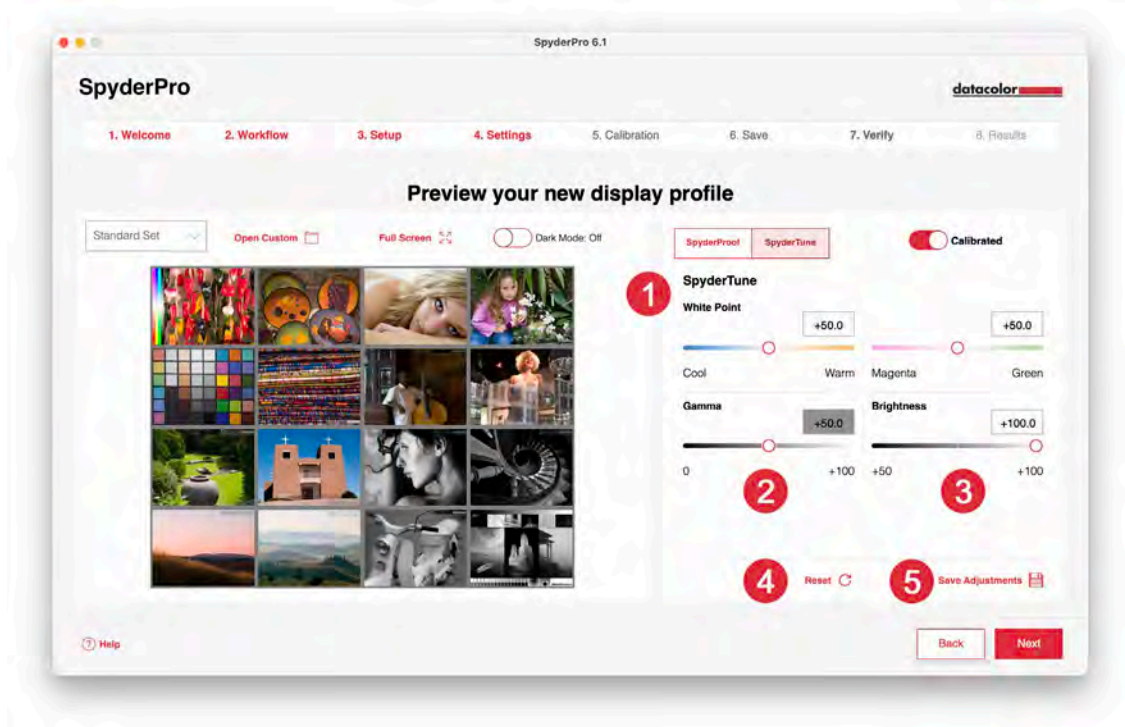 SpyderPro 6.1
SpyderPro
datacolor
1. Welcome 2. Workflow 3. Setup 4. Settings 5. Calibration 6. Save 7. Verify 8. Results
Preview your new display profile
Standard Set Open Custom Full Screen Dark Mode: Off
SpyderProof SpyderTune Calibrated
1
SpyderTune
White Point
+50.0 +50.0
Cool Warm Magenta Green
Gamma Brightness
+50.0 +100.0
0 +100 +50 +100
2 3
4 Reset 5 Save Adjustments
? Help Back Next